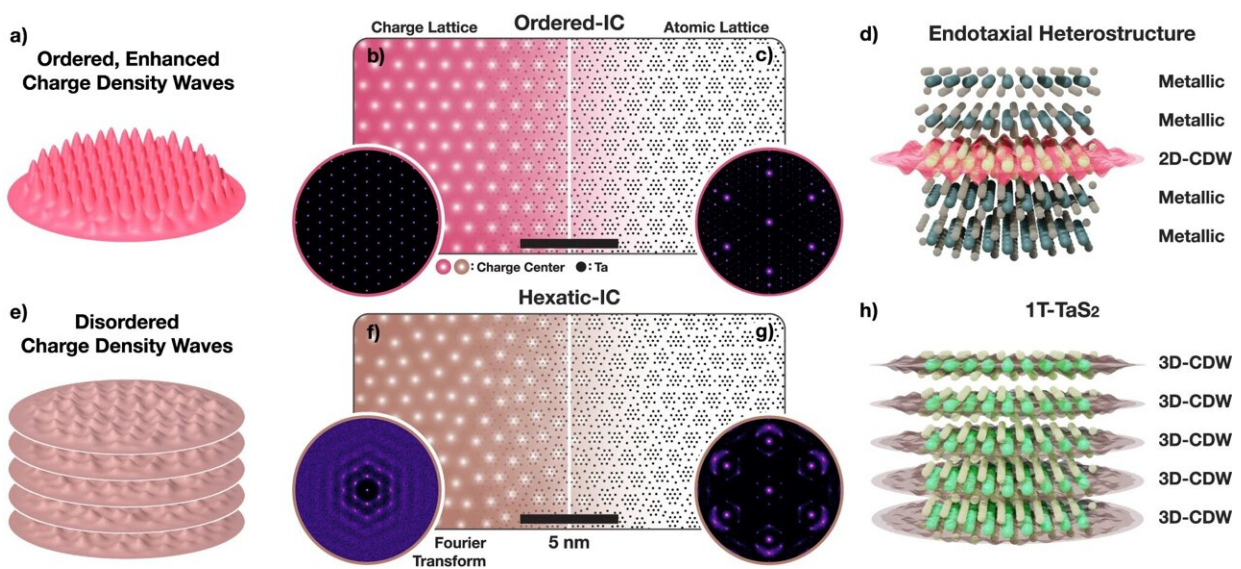 a)
Ordered, Enhanced
Charge Density Waves
Charge Lattice
Ordered-IC
Atomic Lattice
b)
c)
: Charge Center
: Ta
d)
Endotaxial Heterostructure
Metallic
Metallic
2D-CDW
Metallic
Metallic
e)
Disordered
Charge Density Waves
Hexatic-IC
f)
g)
Fourier
Transform
5 nm
h)
1T-TaS₂
3D-CDW
3D-CDW
3D-CDW
3D-CDW
3D-CDW